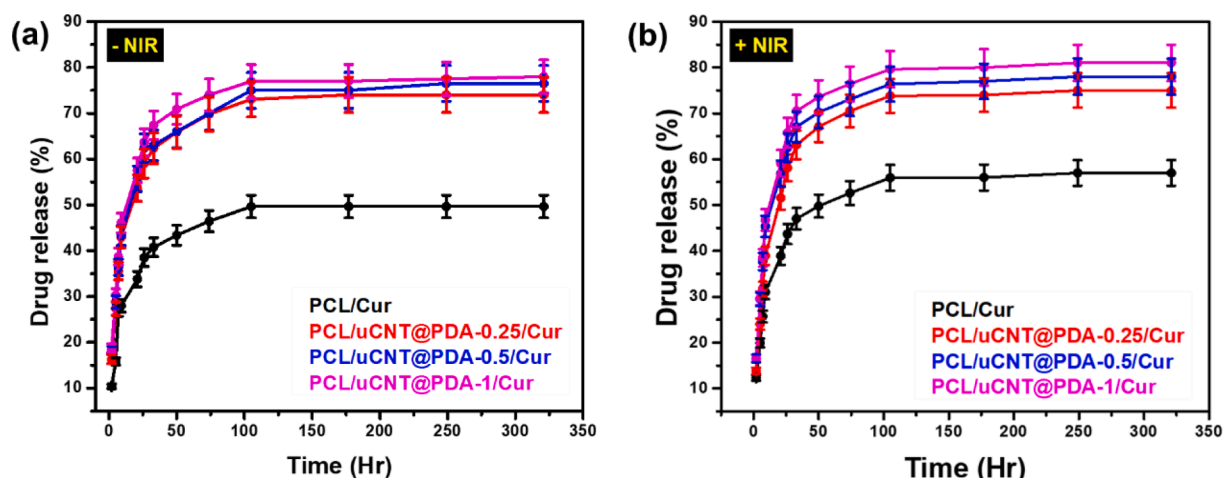 (a)
- NIR
Drug release (%)
90
80
70
60
50
40
30
20
10
PCL/Cur
PCL/uCNT@PDA-0.25/Cur
PCL/uCNT@PDA-0.5/Cur
PCL/uCNT@PDA-1/Cur
0 50 100 150 200 250 300 350
Time (Hr)
(b)
+ NIR
Drug release (%)
90
80
70
60
50
40
30
20
10
PCL/Cur
PCL/uCNT@PDA-0.25/Cur
PCL/uCNT@PDA-0.5/Cur
PCL/uCNT@PDA-1/Cur
0 50 100 150 200 250 300 350
Time (Hr)